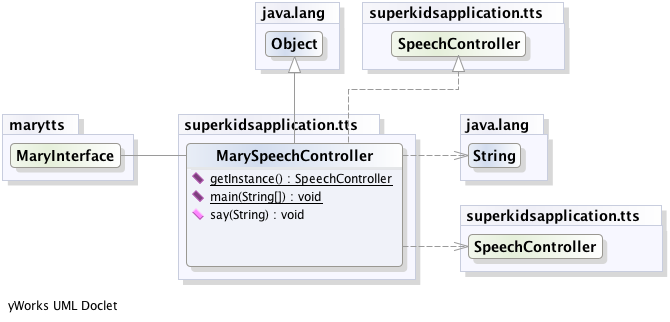 java.lang
Object
superkidsapplication.tts
SpeechController
marytts
MaryInterface
superkidsapplication.tts
MarySpeechController
getInstance() : SpeechController
main(String[]) : void
say(String) : void
java.lang
String
superkidsapplication.tts
SpeechController
yWorks UML Doclet